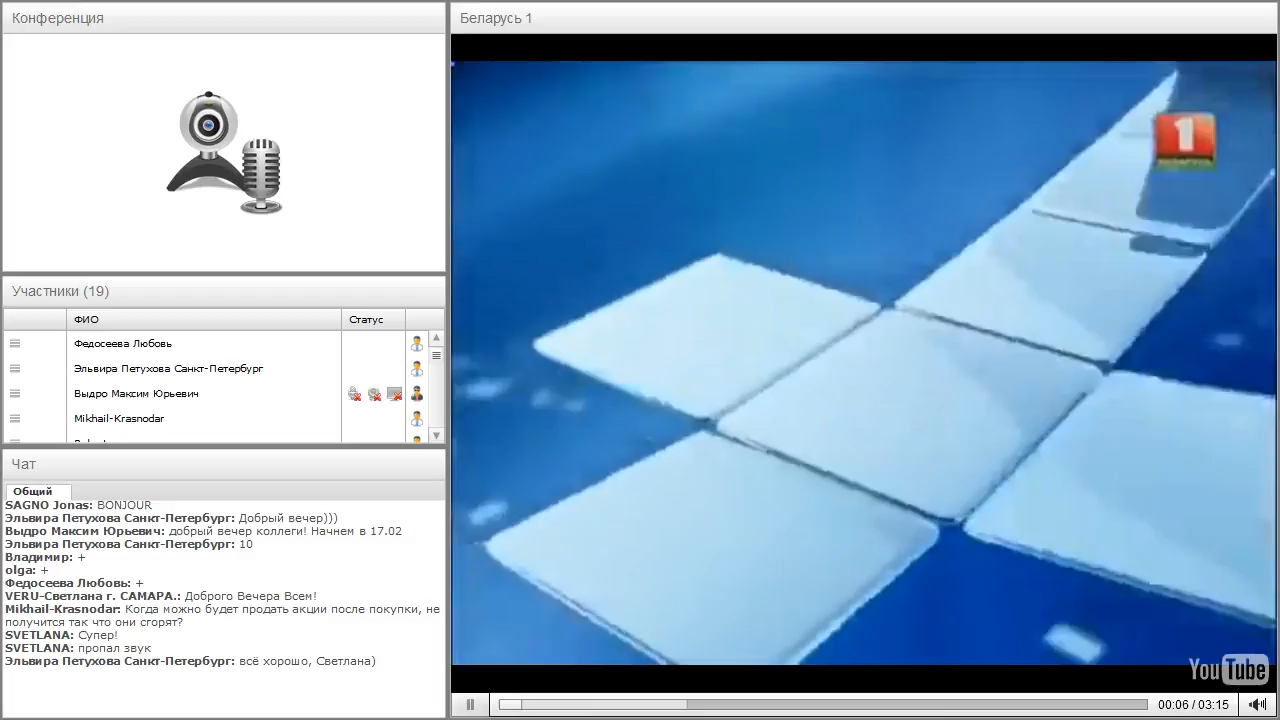 Конференция
Беларусь 1
1
БЕЛАРУСЬ
Участники (19)
ФИО Статус
Федосеева Любовь
Эльвира Петухова Санкт-Петербург
Выдро Максим Юрьевич
Mikhail-Krasnodar
Чат
Общий
SAGNO Jonas: BONJOUR
Эльвира Петухова Санкт-Петербург: Добрый вечер)))
Выдро Максим Юрьевич: добрый вечер коллеги! Начнем в 17.02
Эльвира Петухова Санкт-Петербург: 10
Владимир: +
olga: +
Федосеева Любовь: +
VERU-Светлана г. САМАРА.: Доброго Вечера Всем!
Mikhail-Krasnodar: Когда можно будет продать акции после покупки, не
получится так что они сгорят?
SVETLANA: Супер!
SVETLANA: пропал звук
Эльвира Петухова Санкт-Петербург: всё хорошо, Светлана)
YouTube
00:06 / 03:15